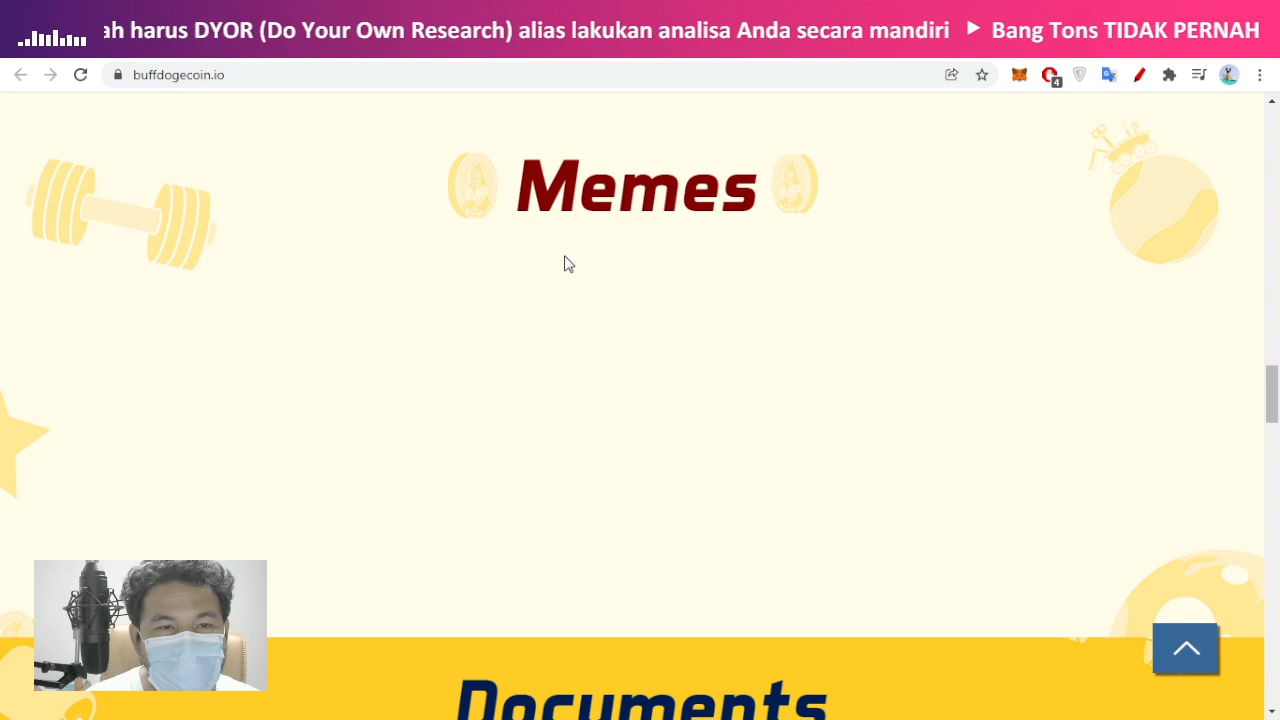 ah harus DYOR (Do Your Own Research) alias lakukan analisa Anda secara mandiri ▶ Bang Tons TIDAK PERNAH
buffdogecoin.io
4
Memes
Documents